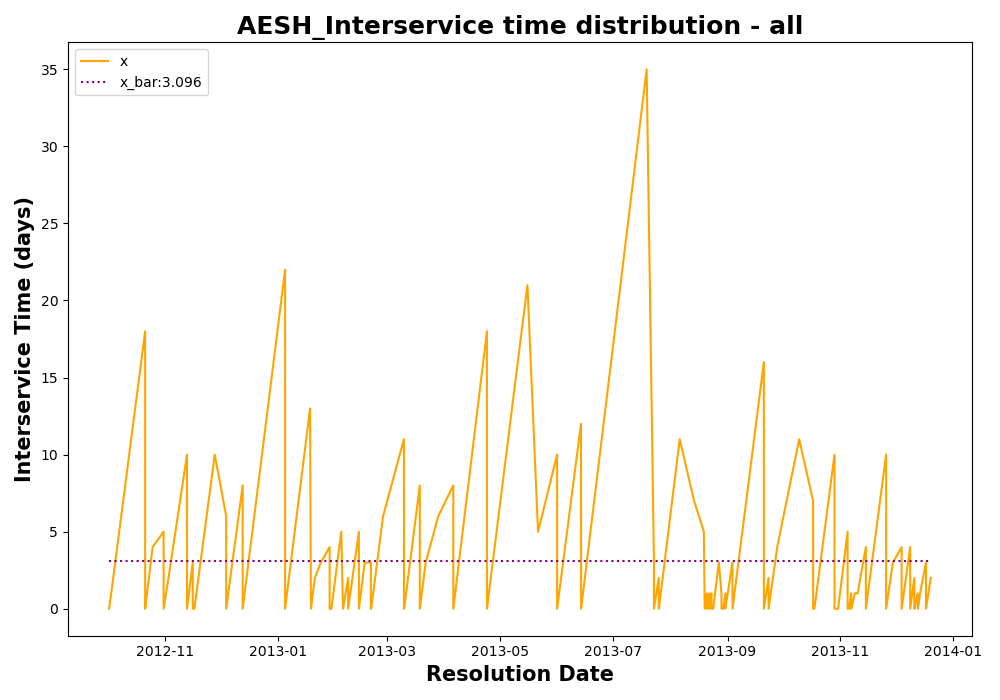 AESH_Interservice time distribution - all
x
x_bar:3.096
Interservice Time (days)
35
30
25
20
15
10
5
0
2012-11 2013-01 2013-03 2013-05 2013-07 2013-09 2013-11 2014-01
Resolution Date